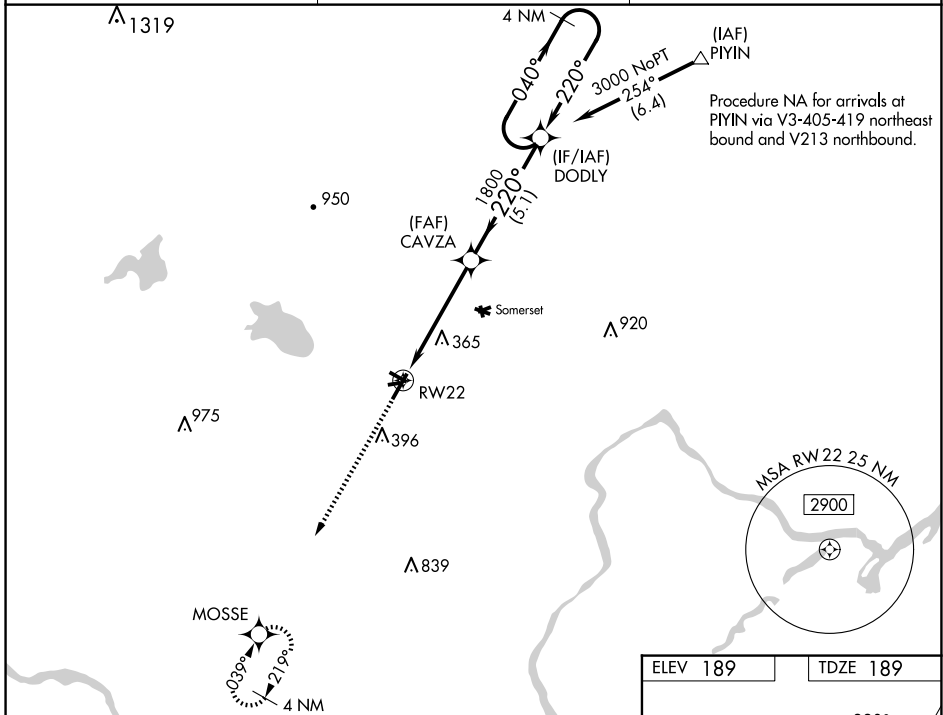 1319
4 NM
(IAF)
PIYIN
3000 NoPT
254°
(6.4)
040°
220°
Procedure NA for arrivals at
PIYIN via V3-405-419 northeast
bound and V213 northbound.
(IF/IAF)
DODLY
1800
220°
(5.1)
950
(FAF)
CAVZA
Somerset
920
365
RW22
975
396
MSA RW22 25 NM
2900
839
MOSSE
039°
219°
4 NM
ELEV 189
TDZE 189